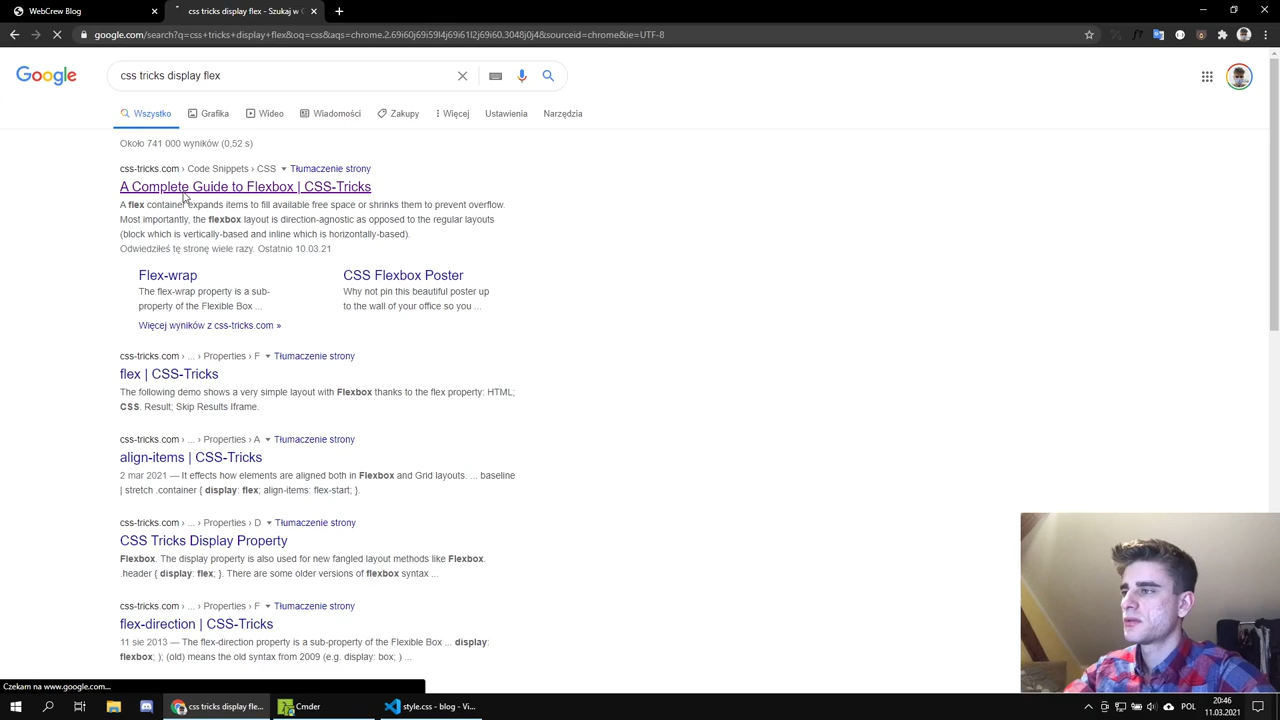 WebCrew Blog
css tricks display flex - Szukaj w G
google.com/search?q=css+tricks+display+flex&oq=css&aqs=chrome.2.69i60j69i59l4j69i61l2j69i60.3048j0j4&sourceid=chrome&ie=UTF-8
Google
css tricks display flex
Wszystko Grafika Wideo Wiadomości Zakupy Więcej Ustawienia Narzędzia
Około 741 000 wyników (0,52 s)
css-tricks.com › Code Snippets › CSS Tłumaczenie strony
A Complete Guide to Flexbox | CSS-Tricks
A flex container expands items to fill available free space or shrinks them to prevent overflow.
Most importantly, the flexbox layout is direction-agnostic as opposed to the regular layouts
(block which is vertically-based and inline which is horizontally-based).
Odwiedziłeś tę stronę wiele razy. Ostatnio 10.03.21
Flex-wrap
The flex-wrap property is a sub-
property of the Flexible Box ...
CSS Flexbox Poster
Why not pin this beautiful poster up
to the wall of your office so you ...
Więcej wyników z css-tricks.com »
css-tricks.com › ... › Properties › F Tłumaczenie strony
flex | CSS-Tricks
The following demo shows a very simple layout with Flexbox thanks to the flex property: HTML;
CSS. Result; Skip Results Iframe.
css-tricks.com › ... › Properties › A Tłumaczenie strony
align-items | CSS-Tricks
2 mar 2021 — It effects how elements are aligned both in Flexbox and Grid layouts. ... baseline
| stretch .container { display: flex; align-items: flex-start; }.
css-tricks.com › ... › Properties › D Tłumaczenie strony
CSS Tricks Display Property
Flexbox. The display property is also used for new fangled layout methods like Flexbox.
.header { display: flex; }. There are some older versions of flexbox syntax ...
css-tricks.com › ... › Properties › F Tłumaczenie strony
flex-direction | CSS-Tricks
11 sie 2013 — The flex-direction property is a sub-property of the Flexible Box ... display:
flexbox; ); (old) means the old syntax from 2009 (e.g. display: box; ) ...
Czekam na www.google.com...
css tricks display fle...
Cmder
style.css - blog - Vi...
POL
20:46
11.03.2021